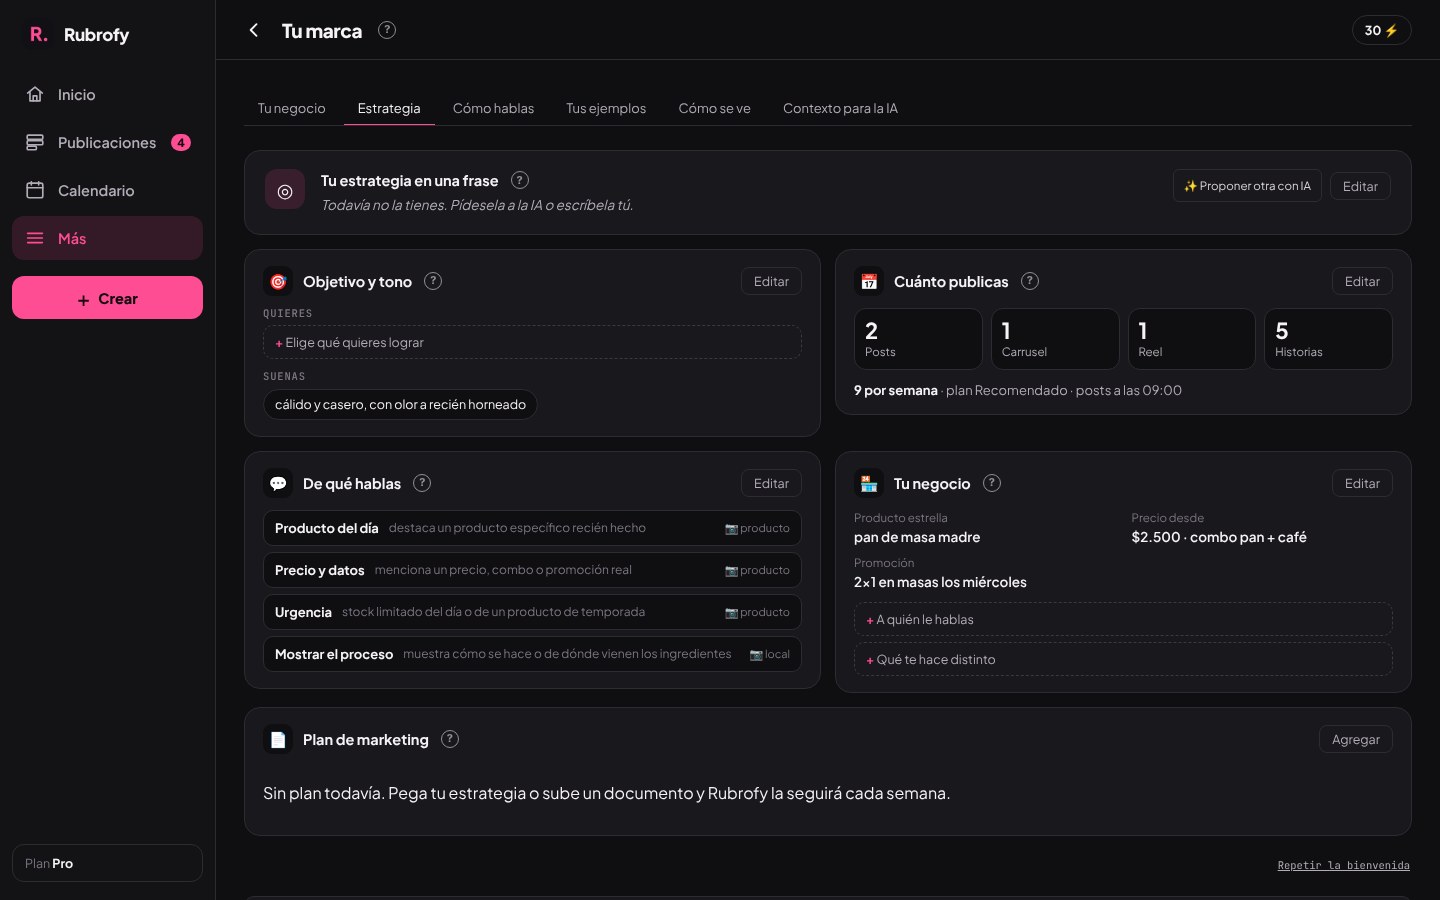 R. Rubrofy
Inicio
Publicaciones 4
Calendario
Más
+ Crear
Plan Pro
Tu marca ?
30 ⚡
Tu negocio Estrategia Cómo hablas Tus ejemplos Cómo se ve Contexto para la IA
Tu estrategia en una frase ?
Todavía no la tienes. Pídesela a la IA o escríbela tú.
✨ Proponer otra con IA Editar
Objetivo y tono ? Editar
QUIERES
+ Elige qué quieres lograr
SUENAS
cálido y casero, con olor a recién horneado
Cuánto publicas ? Editar
2 1 1 5
Posts Carrusel Reel Historias
9 por semana · plan Recomendado · posts a las 09:00
De qué hablas ? Editar
Producto del día destaca un producto específico recién hecho 📷 producto
Precio y datos menciona un precio, combo o promoción real 📷 producto
Urgencia stock limitado del día o de un producto de temporada 📷 producto
Mostrar el proceso muestra cómo se hace o de dónde vienen los ingredientes 📷 local
Tu negocio ? Editar
Producto estrella Precio desde
pan de masa madre $2.500 · combo pan + café
Promoción
2×1 en masas los miércoles
+ A quién le hablas
+ Qué te hace distinto
Plan de marketing ? Agregar
Sin plan todavía. Pega tu estrategia o sube un documento y Rubrofy la seguirá cada semana.
Repetir la bienvenida